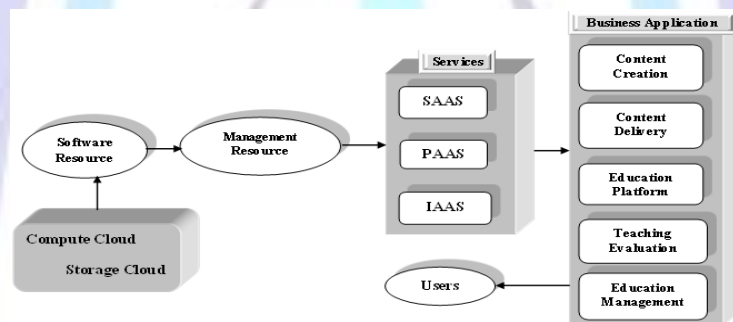 Business Application
Content
Creation
Content
Delivery
Education
Platform
Teaching
Evaluation
Education
Management
Services
SAAS
PAAS
IAAS
Management
Resource
Software
Resource
Compute Cloud
Storage Cloud
Users